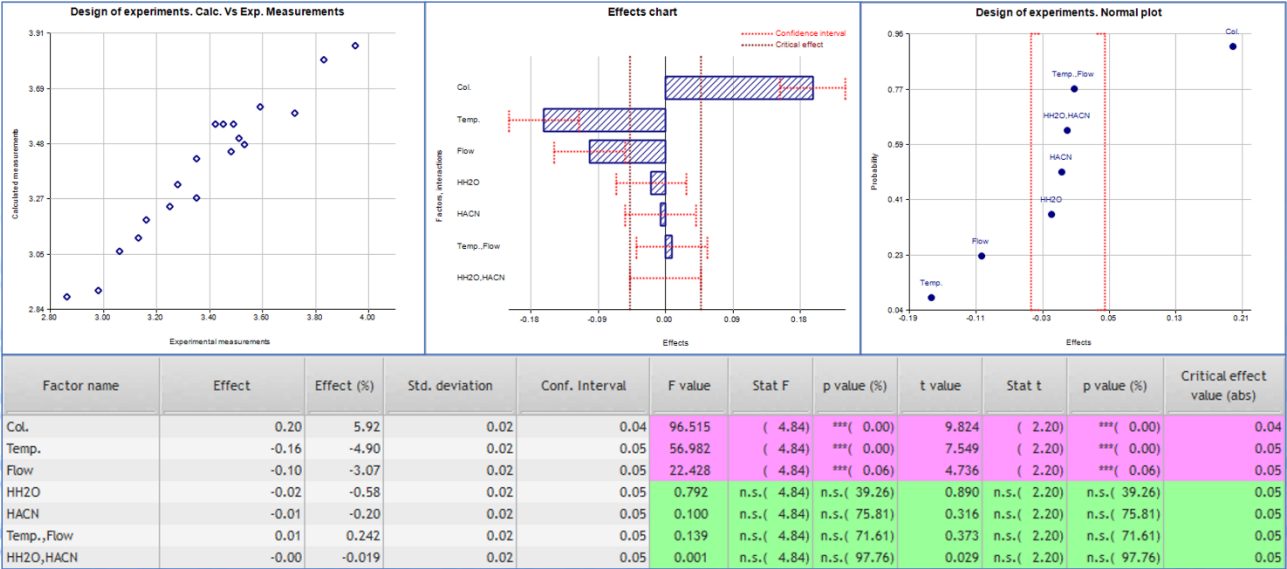 Design of experiments. Calc. Vs Exp. Measurements
3.91
3.69
3.48
3.27
3.05
2.84
2.80 3.00 3.20 3.40 3.60 3.80 4.00
Calculated measurements
Experimental measurements
Effects chart
Confidence interval
Critical effect
Col.
Temp.
Flow
HH2O
HACN
Temp.,Flow
HH2O,HACN
Factors, interactions
-0.18 -0.09 0.00 0.09 0.18
Effects
Design of experiments. Normal plot
0.96
0.77
0.59
0.41
0.23
0.04
Probability
Col.
Temp.,Flow
HH2O,HACN
HACN
HH2O
Flow
Temp.
-0.19 -0.11 -0.03 0.05 0.13 0.21
Effects
Factor name Effect Effect (%) Std. deviation Conf. Interval F value Stat F p value (%) t value Stat t p value (%) Critical effect value (abs)
Col. 0.20 5.92 0.02 0.04 96.515 ( 4.84) ***( 0.00) 9.824 ( 2.20) ***( 0.00) 0.04
Temp. -0.16 -4.90 0.02 0.05 56.982 ( 4.84) ***( 0.00) 7.549 ( 2.20) ***( 0.00) 0.05
Flow -0.10 -3.07 0.02 0.05 22.428 ( 4.84) ***( 0.06) 4.736 ( 2.20) ***( 0.06) 0.05
HH2O -0.02 -0.58 0.02 0.05 0.792 n.s.( 4.84) n.s.( 39.26) 0.890 n.s.( 2.20) n.s.( 39.26) 0.05
HACN -0.01 -0.20 0.02 0.05 0.100 n.s.( 4.84) n.s.( 75.81) 0.316 n.s.( 2.20) n.s.( 75.81) 0.05
Temp.,Flow 0.01 0.242 0.02 0.05 0.139 n.s.( 4.84) n.s.( 71.61) 0.373 n.s.( 2.20) n.s.( 71.61) 0.05
HH2O,HACN -0.00 -0.019 0.02 0.05 0.001 n.s.( 4.84) n.s.( 97.76) 0.029 n.s.( 2.20) n.s.( 97.76) 0.05